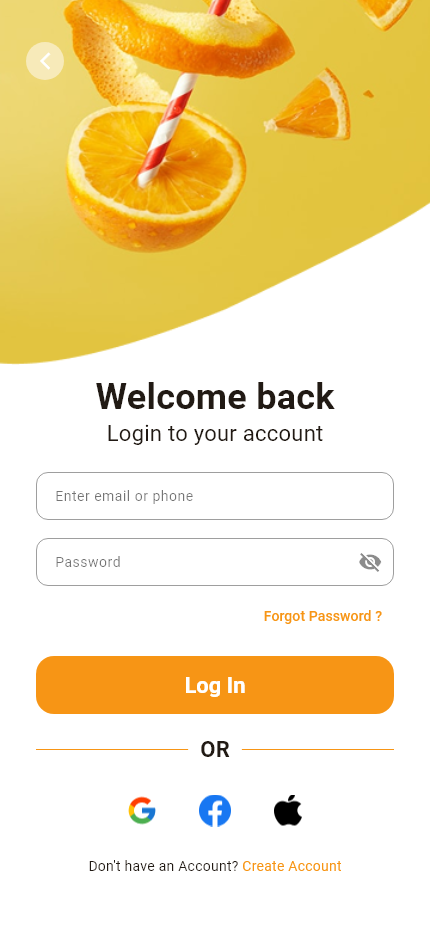 Welcome back
Login to your account
Enter email or phone
Password
Forgot Password ?
Log In
OR
Don't have an Account? Create Account